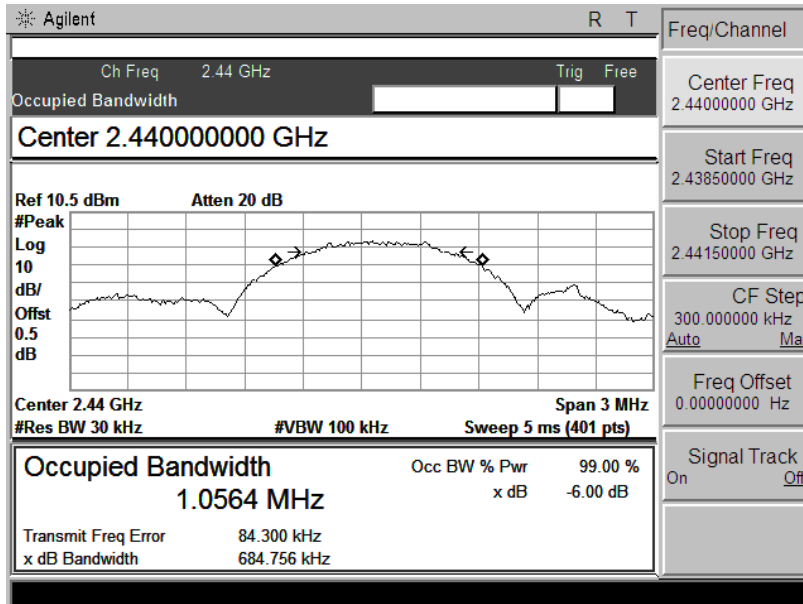 Agilent R T
Ch Freq 2.44 GHz Trig Free
Occupied Bandwidth
Center 2.440000000 GHz
Ref 10.5 dBm Atten 20 dB
#Peak
Log
10
dB/
Offst
0.5
dB
Center 2.44 GHz Span 3 MHz
#Res BW 30 kHz #VBW 100 kHz Sweep 5 ms (401 pts)
Occupied Bandwidth Occ BW % Pwr 99.00 %
1.0564 MHz x dB -6.00 dB
Transmit Freq Error 84.300 kHz
x dB Bandwidth 684.756 kHz
Freq/Channel
Center Freq
2.44000000 GHz
Start Freq
2.43850000 GHz
Stop Freq
2.44150000 GHz
CF Step
300.000000 kHz
Auto Ma
Freq Offset
0.00000000 Hz
Signal Track
On Off